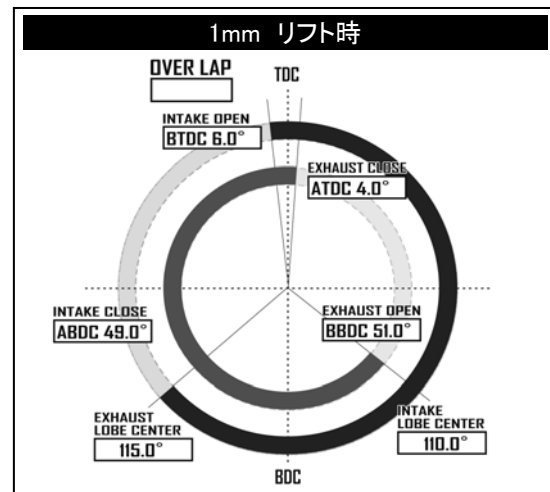 1mm リフト時
OVER LAP
TDC
INTAKE OPEN
BTDC 6.0°
EXHAUST CLOSE
ATDC 4.0°
INTAKE CLOSE
ABDC 49.0°
EXHAUST OPEN
BBDC 51.0°
EXHAUST
LOBE CENTER
115.0°
INTAKE
LOBE CENTER
110.0°
BDC